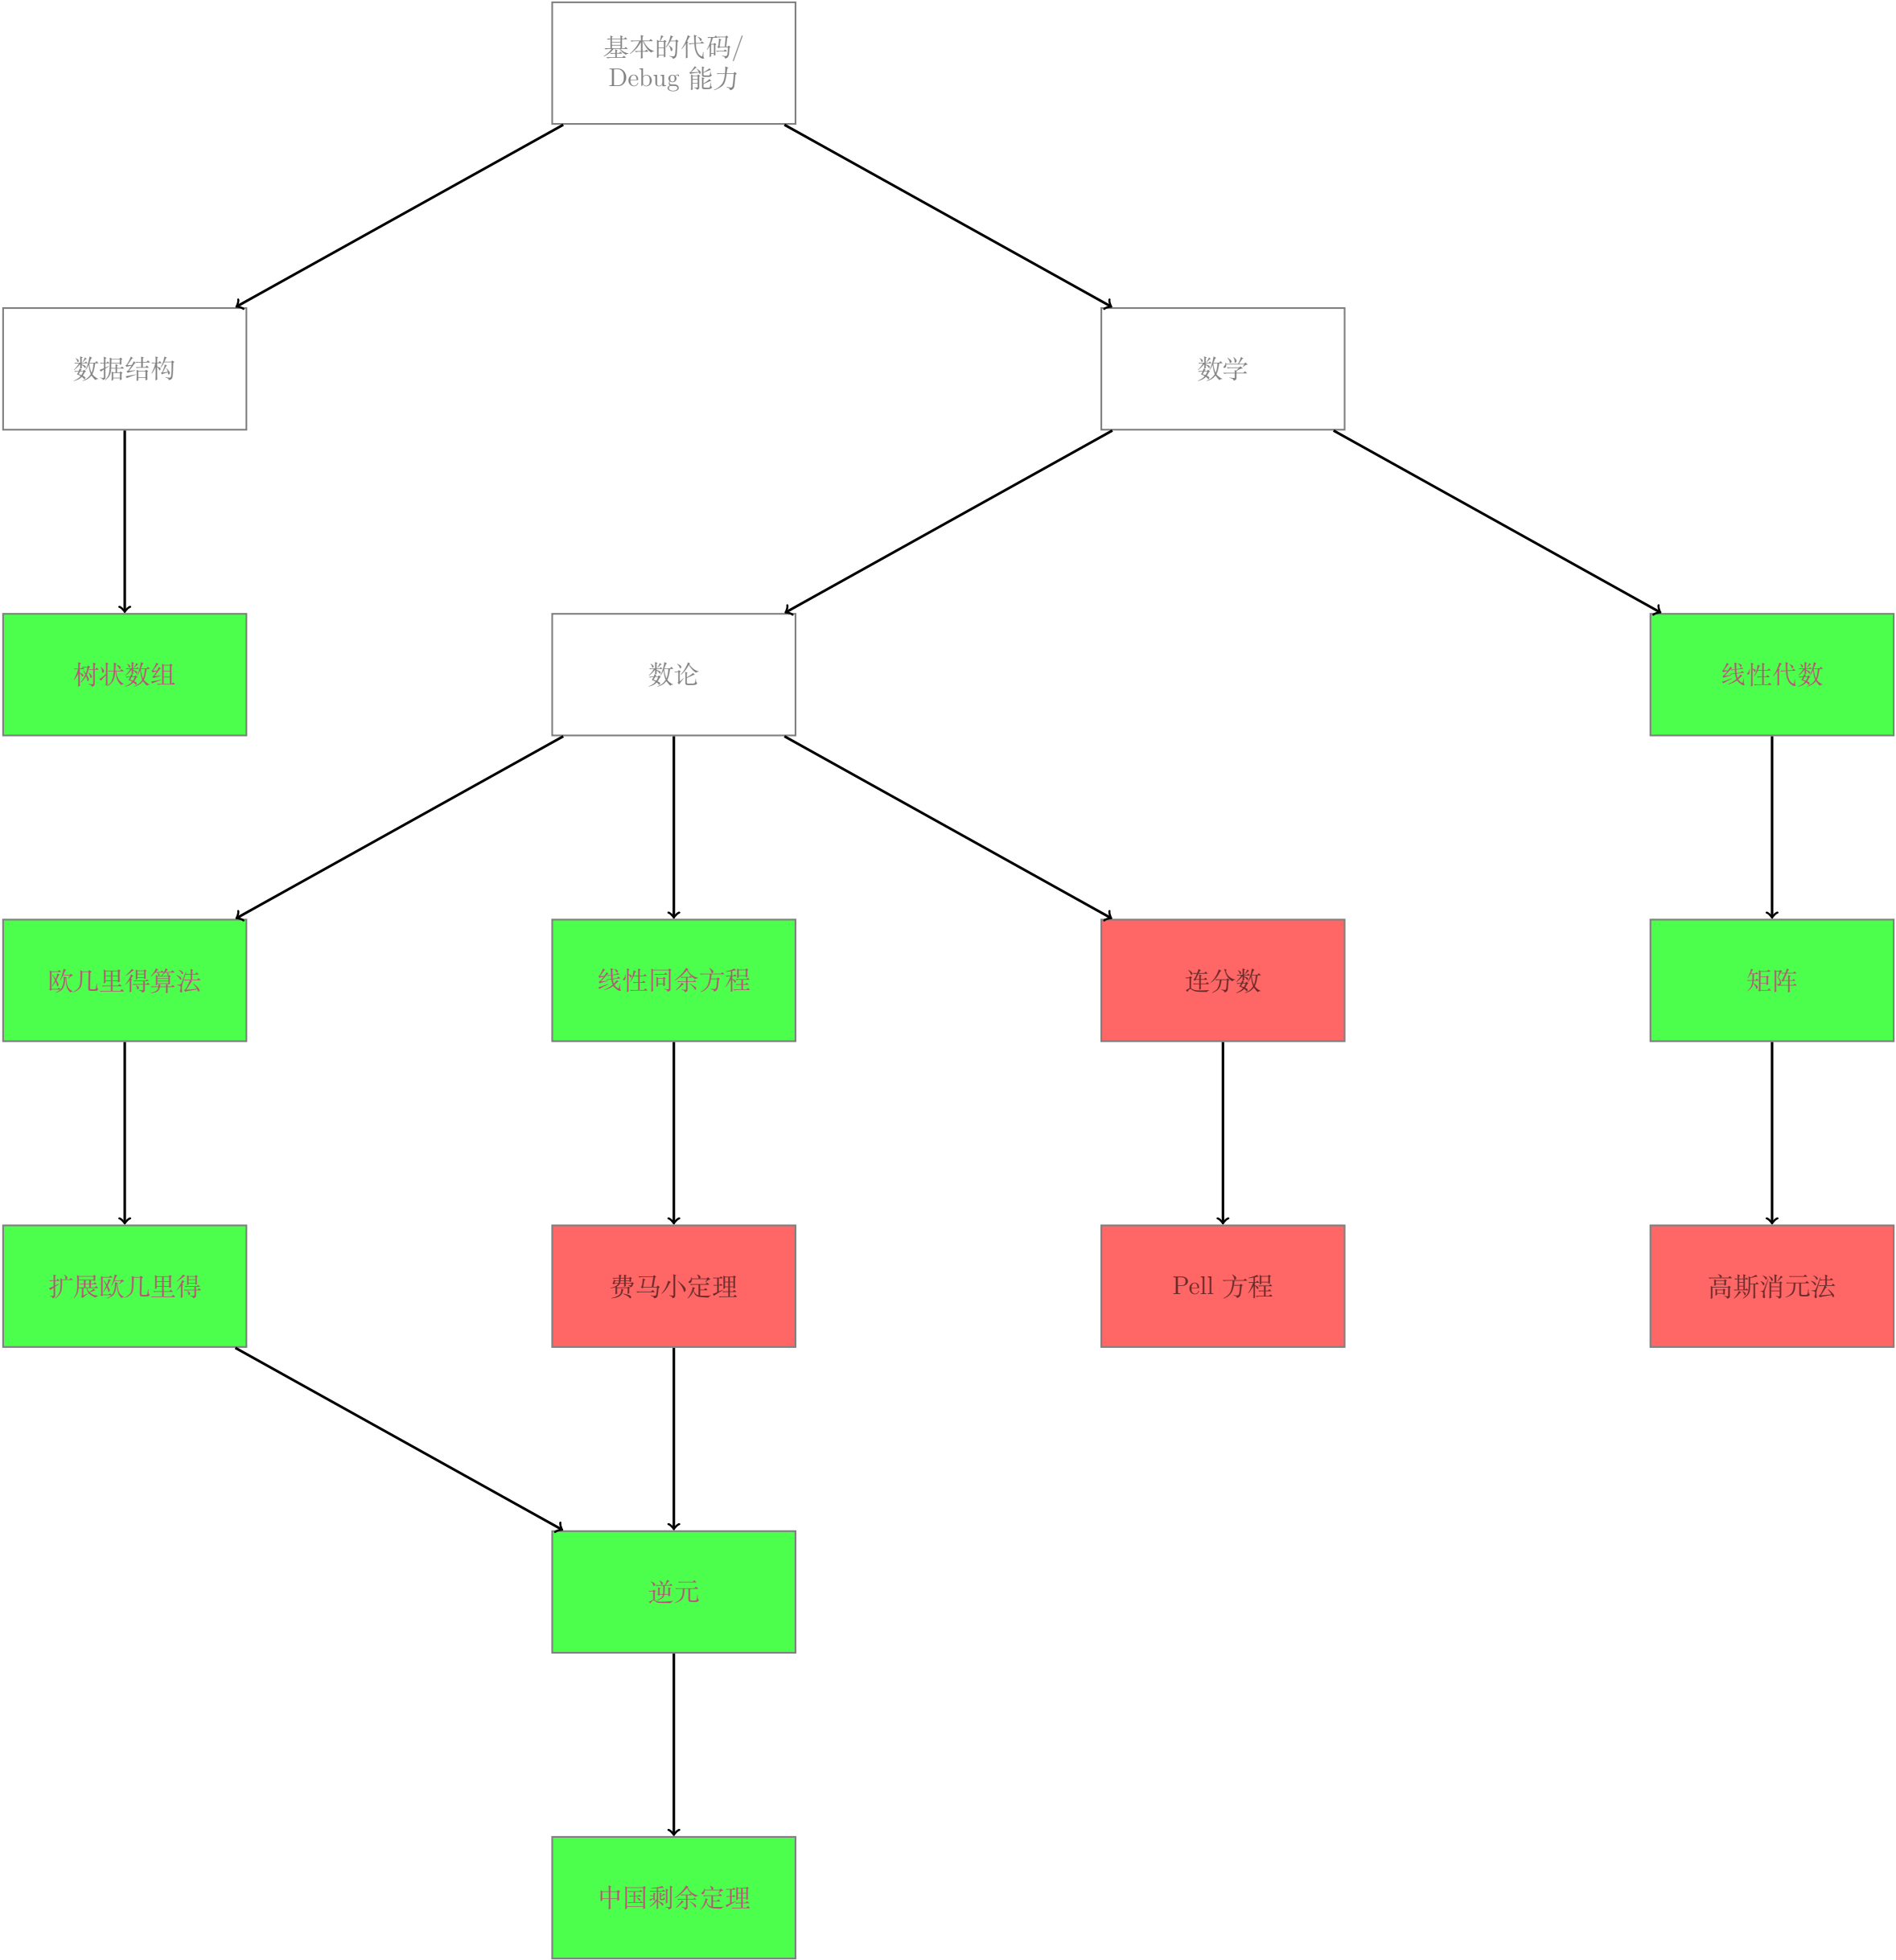 基本的代码/
Debug 能力
数据结构
数学
树状数组
数论
线性代数
欧几里得算法
线性同余方程
连分数
矩阵
扩展欧几里得
费马小定理
Pell 方程
高斯消元法
逆元
中国剩余定理